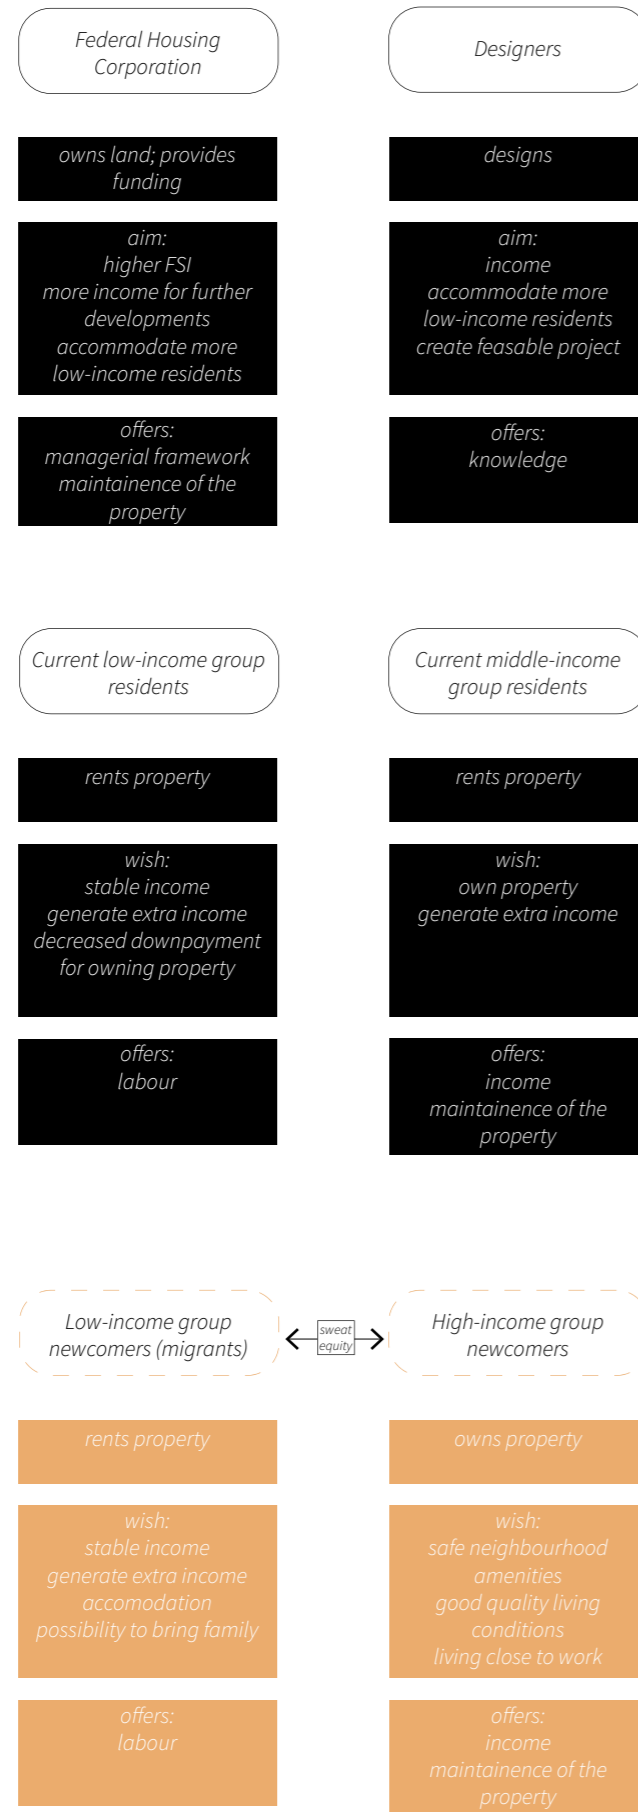 Federal Housing
Corporation
owns land; provides
funding
aim:
higher FSI
more income for further
developments
accommodate more
low-income residents
offers:
managerial framework
maintainence of the
property
Designers
designs
aim:
income
accommodate more
low-income residents
create feasable project
offers:
knowledge
Current low-income group
residents
rents property
wish:
stable income
generate extra income
decreased downpayment
for owning property
offers:
labour
Current middle-income
group residents
rents property
wish:
own property
generate extra income
offers:
income
maintainence of the
property
Low-income group
newcomers (migrants)
sweat
equity
High-income group
newcomers
rents property
wish:
stable income
generate extra income
accomodation
possibility to bring family
offers:
labour
owns property
wish:
safe neighbourhood
amenities
good quality living
conditions
living close to work
offers:
income
maintainence of the
property